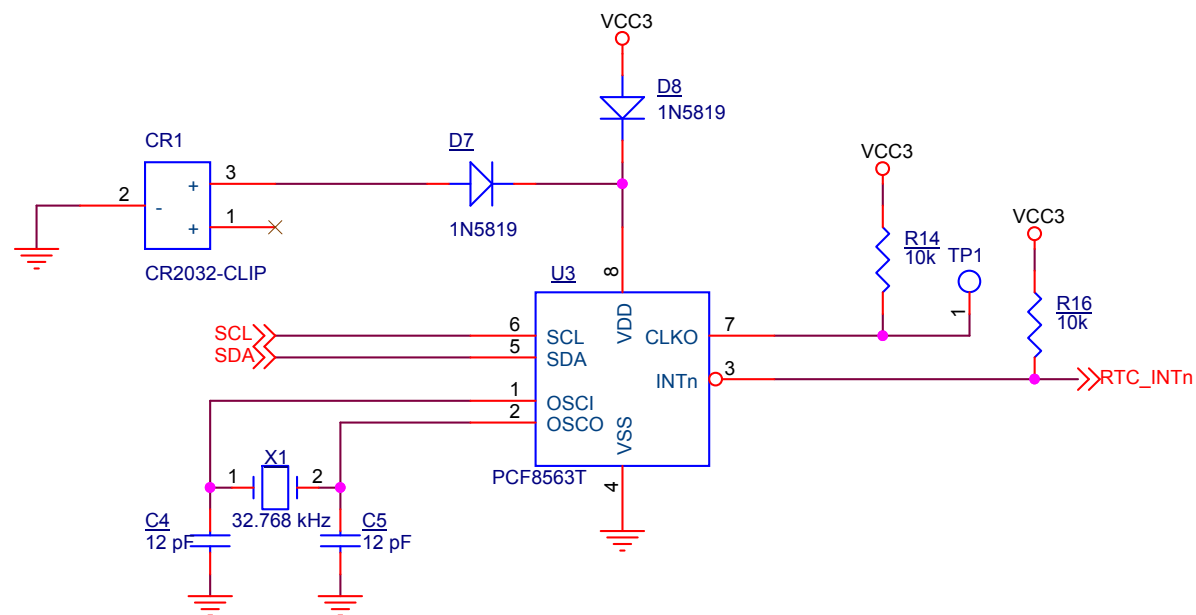 VCC3
D8
1N5819
CR1
D7
3
2
+
-
1
+
1N5819
CR2032-CLIP
VCC3
VCC3
R14
10k
TP1
1
R16
10k
U3
8
VDD
SCL
6
SCL
CLKO
7
SDA
5
SDA
INTn
3
RTC_INTn
1
OSCI
2
OSCO
VSS
PCF8563T
4
X1
1
2
32.768 kHz
C4
12 pF
C5
12 pF